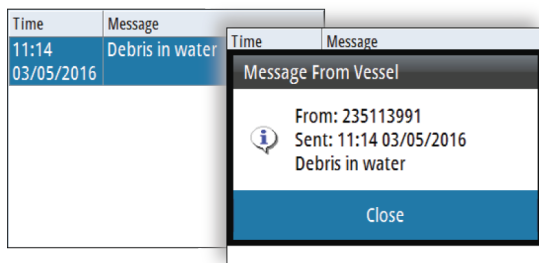 Time Message
11:14 Debris in water
03/05/2016
Time Message
Message From Vessel
From: 235113991
Sent: 11:14 03/05/2016
Debris in water
Close